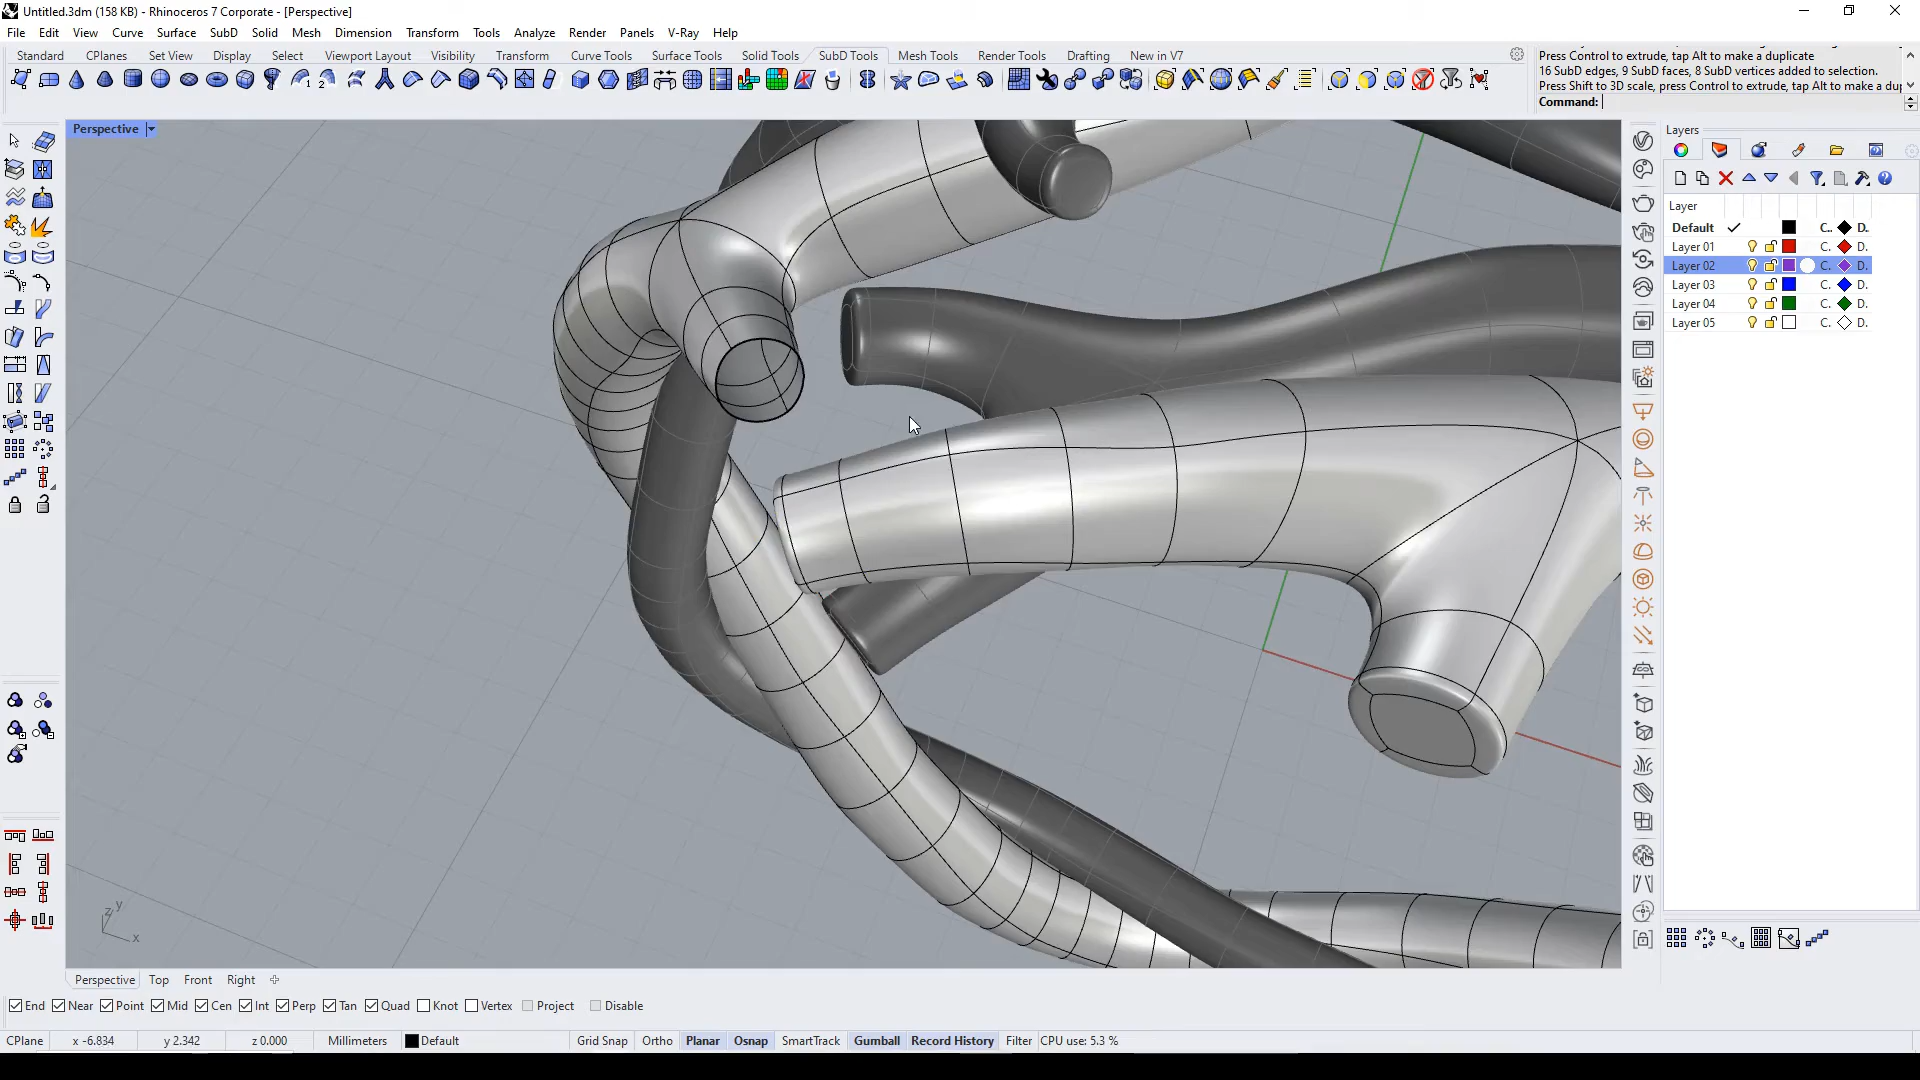 Untitled.3dm (158 KB) - Rhinoceros 7 Corporate - [Perspective]
File Edit View Curve Surface SubD Solid Mesh Dimension Transform Tools Analyze Render Panels V-Ray Help
Standard CPlanes Set View Display Select Viewport Layout Visibility Transform Curve Tools Surface Tools Solid Tools SubD Tools Mesh Tools Render Tools Drafting New in V7
Press Control to extrude, tap Alt to make a duplicate
16 SubD edges, 9 SubD faces, 8 SubD vertices added to selection.
Press Shift to 3D scale, press Control to extrude, tap Alt to make a dup
Command:
Perspective
Layers
Layer
Default C.. D.
Layer 01 C. D.
Layer 02 C. D.
Layer 03 C. D.
Layer 04 C. D.
Layer 05 C. D.
z y
x
Perspective Top Front Right
End Near Point Mid Cen Int Perp Tan Quad Knot Vertex Project Disable
CPlane x -6.834 y 2.342 z 0.000 Millimeters Default Grid Snap Ortho Planar Osnap SmartTrack Gumball Record History Filter CPU use: 5.3 %